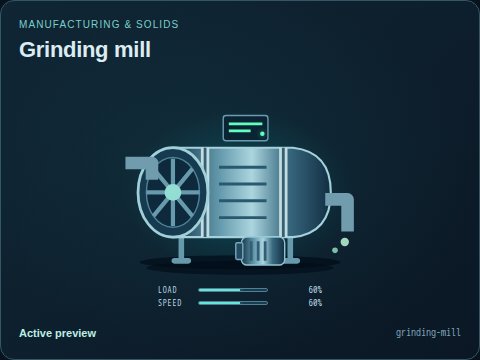 MANUFACTURING & SOLIDS
Grinding mill
LOAD 60%
SPEED 60%
Active preview
grinding-mill